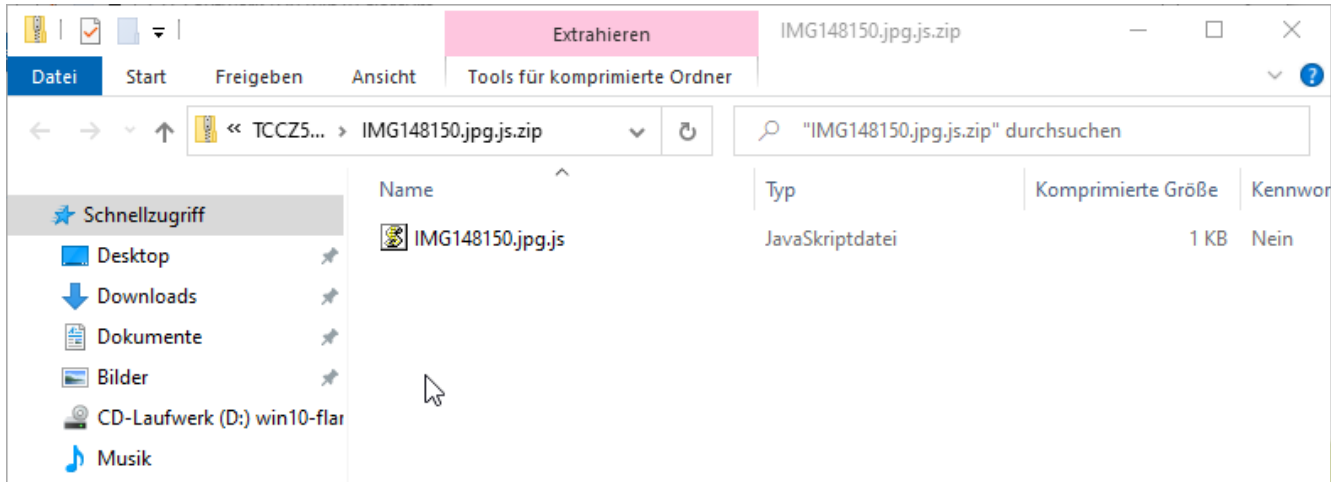 Extrahieren
IMG148150.jpg.js.zip
Datei Start Freigeben Ansicht Tools für komprimierte Ordner
« TCCZ5... › IMG148150.jpg.js.zip
"IMG148150.jpg.js.zip" durchsuchen
Name Typ Komprimierte Größe Kennwor
Schnellzugriff
IMG148150.jpg.js JavaSkriptdatei 1 KB Nein
Desktop
Downloads
Dokumente
Bilder
CD-Laufwerk (D:) win10-flar
Musik